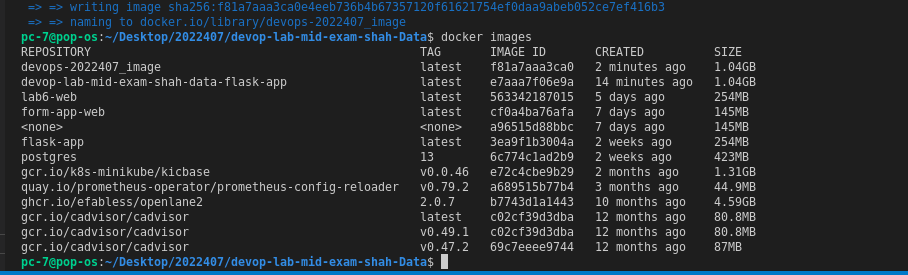 => => writing image sha256:f81a7aaa3ca0e4eeb736b4b67357120f61621754ef0daa9abeb052ce7ef416b3
=> => naming to docker.io/library/devops-2022407_image
pc-7@pop-os:~/Desktop/2022407/devop-lab-mid-exam-shah-Data$ docker images
REPOSITORY TAG IMAGE ID CREATED SIZE
devops-2022407_image latest f81a7aaa3ca0 2 minutes ago 1.04GB
devop-lab-mid-exam-shah-data-flask-app latest e7aaa7f06e9a 14 minutes ago 1.04GB
lab6-web latest 563342187015 5 days ago 254MB
form-app-web latest cf0a4ba76afa 7 days ago 145MB
<none> <none> a96515d88bbc 7 days ago 145MB
flask-app latest 3ea9f1b3004a 2 weeks ago 254MB
postgres 13 6c774c1ad2b9 2 weeks ago 423MB
gcr.io/k8s-minikube/kicbase v0.0.46 e72c4cbe9b29 2 months ago 1.31GB
quay.io/prometheus-operator/prometheus-config-reloader v0.79.2 a689515b77b4 3 months ago 44.9MB
ghcr.io/efabless/openlane2 2.0.7 b7743d1a1443 10 months ago 4.59GB
gcr.io/cadvisor/cadvisor latest c02cf39d3dba 12 months ago 80.8MB
gcr.io/cadvisor/cadvisor v0.49.1 c02cf39d3dba 12 months ago 80.8MB
gcr.io/cadvisor/cadvisor v0.47.2 69c7eeee9744 12 months ago 87MB
pc-7@pop-os:~/Desktop/2022407/devop-lab-mid-exam-shah-Data$